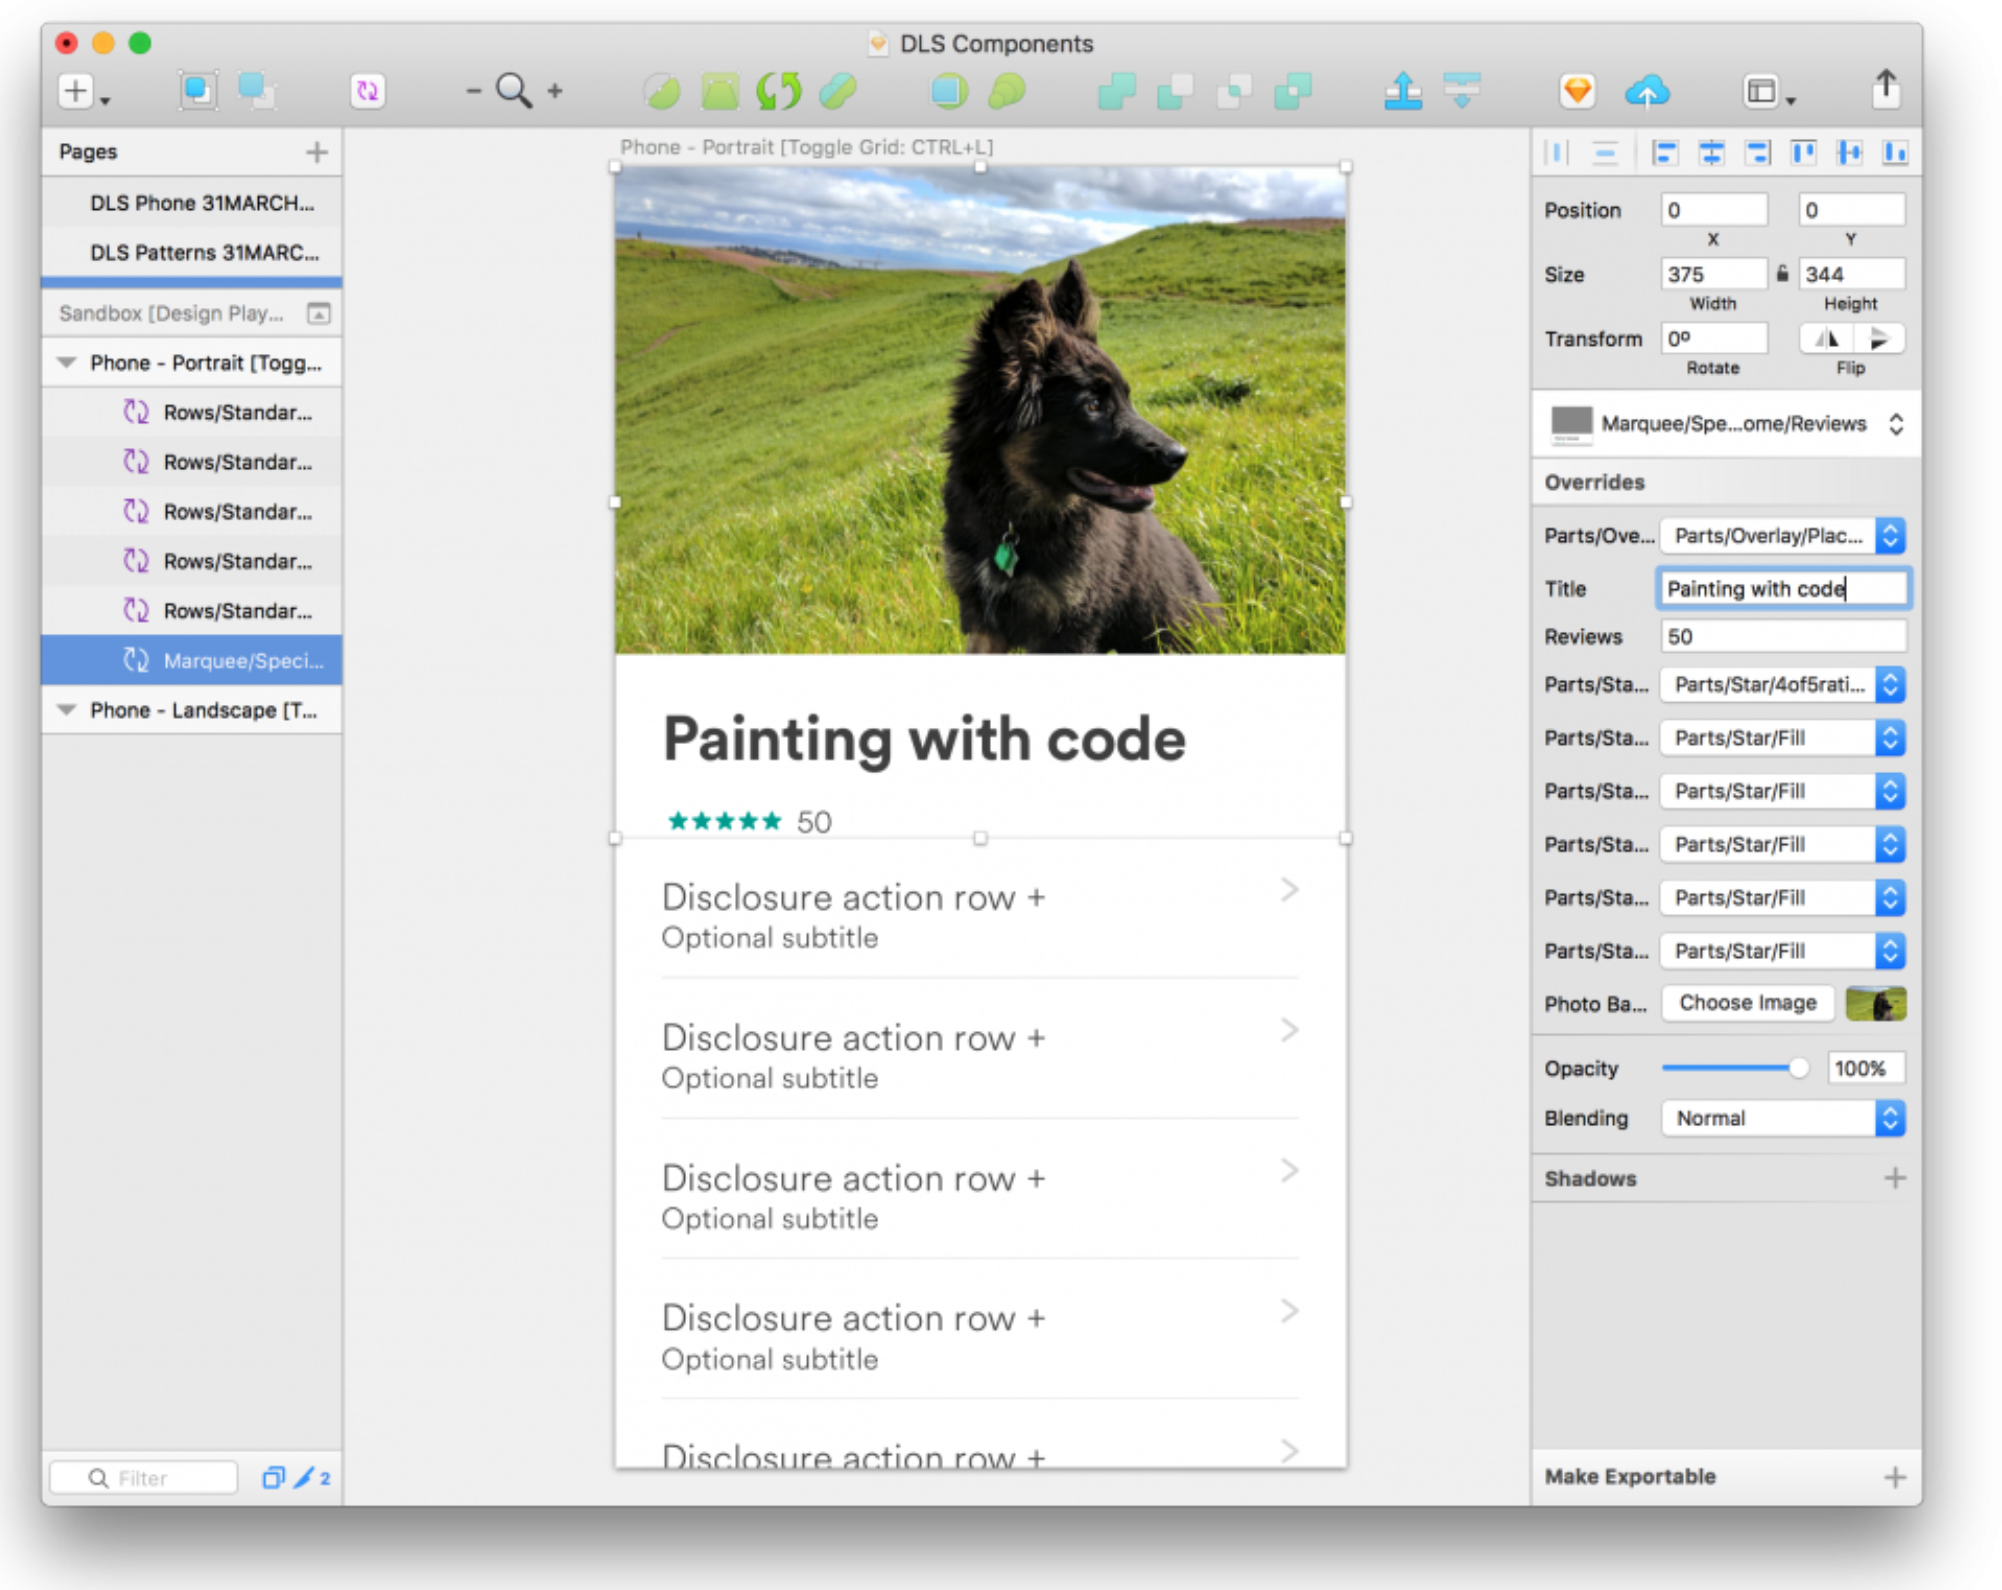 DLS Components
Pages
DLS Phone 31MARCH...
DLS Patterns 31MARC...
Sandbox [Design Play...
Phone - Portrait [Togg...
Rows/Standar...
Rows/Standar...
Rows/Standar...
Rows/Standar...
Rows/Standar...
Marquee/Speci...
Phone - Landscape [T...
Filter
2
Phone - Portrait [Toggle Grid: CTRL+L]
Painting with code
50
Disclosure action row +
Optional subtitle
Disclosure action row +
Optional subtitle
Disclosure action row +
Optional subtitle
Disclosure action row +
Optional subtitle
Disclosure action row +
Position 0 0
X Y
Size 375 344
Width Height
Transform 0º
Rotate Flip
Marquee/Spe...ome/Reviews
Overrides
Parts/Ove... Parts/Overlay/Plac...
Title Painting with code
Reviews 50
Parts/Sta... Parts/Star/4of5rati...
Parts/Sta... Parts/Star/Fill
Parts/Sta... Parts/Star/Fill
Parts/Sta... Parts/Star/Fill
Parts/Sta... Parts/Star/Fill
Parts/Sta... Parts/Star/Fill
Photo Ba... Choose Image
Opacity 100%
Blending Normal
Shadows
Make Exportable